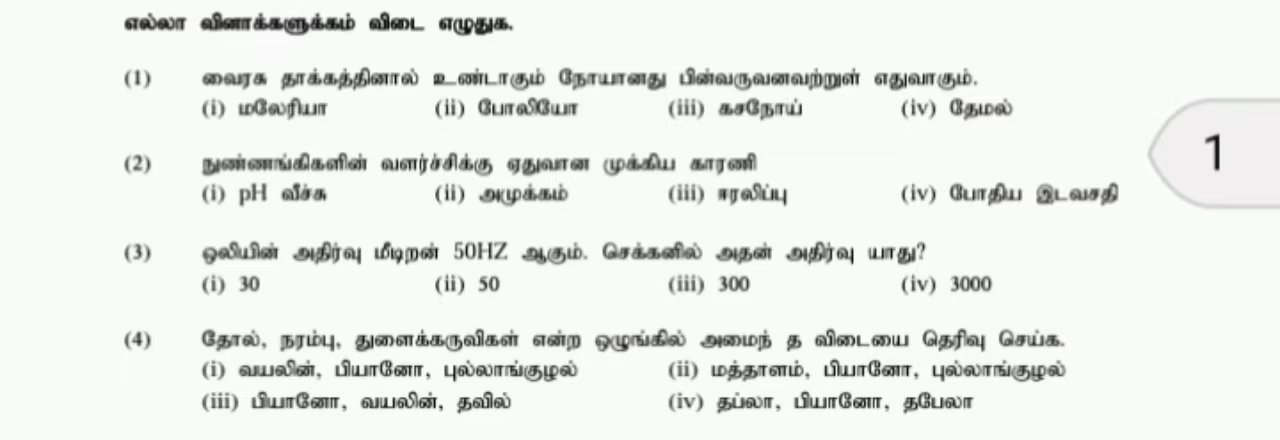 எல்லா வினாக்களுக்கம் விடை எழுதுக.
(1) வைரசு தாக்கத்தினால் உண்டாகும் நோயானது பின்வருவனவற்றுள் எதுவாகும்.
(i) மலேரியா (ii) போலியோ (iii) கசநோய் (iv) தேமல்
(2) நுண்ணங்கிகளின் வளர்ச்சிக்கு ஏதுவான முக்கிய காரணி
(i) pH வீச்சு (ii) அமுக்கம் (iii) ஈரலிப்பு (iv) போதிய இடவசதி
1
(3) ஒலியின் அதிர்வு மீடிறன் 50HZ ஆகும். செக்கனில் அதன் அதிர்வு யாது?
(i) 30 (ii) 50 (iii) 300 (iv) 3000
(4) தோல், நரம்பு, துளைக்கருவிகள் என்ற ஒழுங்கில் அமைந் த விடையை தெரிவு செய்க.
(i) வயலின், பியானோ, புல்லாங்குழல் (ii) மத்தாளம், பியானோ, புல்லாங்குழல்
(iii) பியானோ, வயலின், தவில் (iv) தப்லா, பியானோ, தபேலா